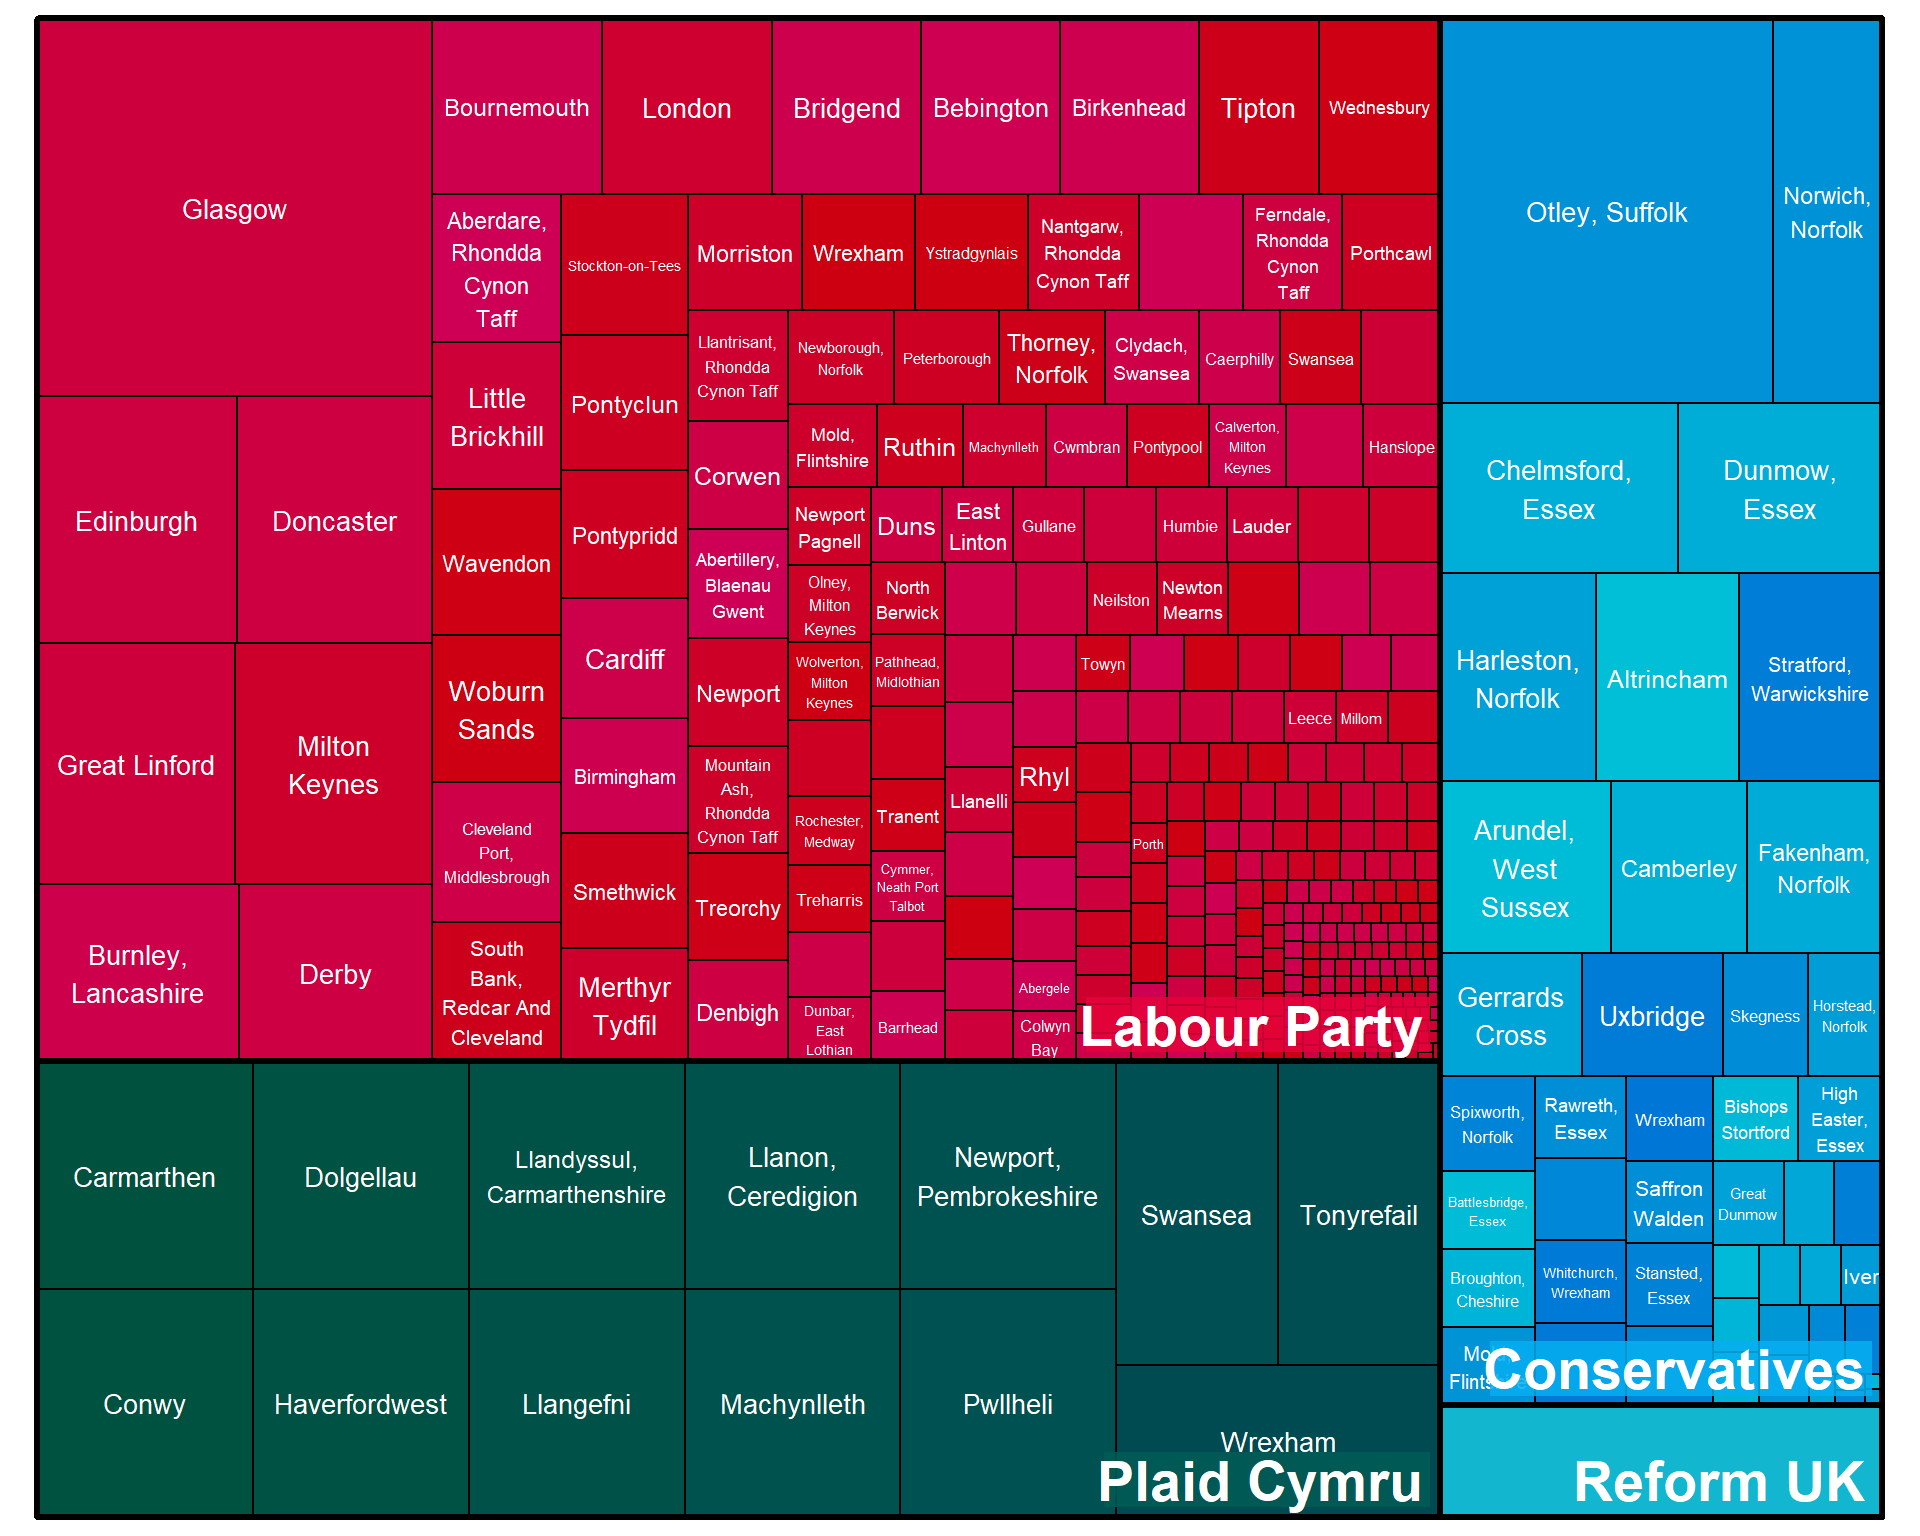 Glasgow
Bournemouth
London
Bridgend
Bebington
Birkenhead
Tipton
Wednesbury
Otley, Suffolk
Norwich,
Norfolk
Aberdare,
Rhondda
Cynon
Taff
Stockton-on-Tees
Morriston
Wrexham
Ystradgynlais
Nantgarw,
Rhondda
Cynon Taff
Ferndale,
Rhondda
Cynon
Taff
Porthcawl
Llantrisant,
Rhondda
Cynon Taff
Newborough,
Norfolk
Peterborough
Thorney,
Norfolk
Clydach,
Swansea
Caerphilly
Swansea
Little
Brickhill
Pontyclun
Mold,
Flintshire
Ruthin
Machynlleth
Cwmbran
Pontypool
Calverton,
Milton
Keynes
Hanslope
Corwen
Edinburgh
Doncaster
Wavendon
Pontypridd
Newport
Pagnell
Duns
East
Linton
Gullane
Humbie
Lauder
Abertillery,
Blaenau
Gwent
Olney,
Milton
Keynes
North
Berwick
Neilston
Newton
Mearns
Chelmsford,
Essex
Dunmow,
Essex
Great Linford
Milton
Keynes
Woburn
Sands
Cardiff
Newport
Wolverton,
Milton
Keynes
Pathhead,
Midlothian
Towyn
Leece
Millom
Harleston,
Norfolk
Altrincham
Stratford,
Warwickshire
Birmingham
Mountain
Ash,
Rhondda
Cynon Taff
Rochester,
Medway
Tranent
Llanelli
Rhyl
Porth
Cleveland
Port,
Middlesbrough
Smethwick
Treorchy
Treharris
Cymmer,
Neath Port
Talbot
Arundel,
West
Sussex
Camberley
Fakenham,
Norfolk
Burnley,
Lancashire
Derby
South
Bank,
Redcar And
Cleveland
Merthyr
Tydfil
Denbigh
Dunbar,
East
Lothian
Barrhead
Abergele
Colwyn
Bay
Labour Party
Gerrards
Cross
Uxbridge
Skegness
Horstead,
Norfolk
Spixworth,
Norfolk
Rawreth,
Essex
Wrexham
Bishops
Stortford
High
Easter,
Essex
Battlesbridge,
Essex
Saffron
Walden
Great
Dunmow
Broughton,
Cheshire
Whitchurch,
Wrexham
Stansted,
Essex
Iver
Conservatives
Carmarthen
Dolgellau
Llandyssul,
Carmarthenshire
Llanon,
Ceredigion
Newport,
Pembrokeshire
Swansea
Tonyrefail
Conwy
Haverfordwest
Llangefni
Machynlleth
Pwllheli
Wrexham
Plaid Cymru
Reform UK